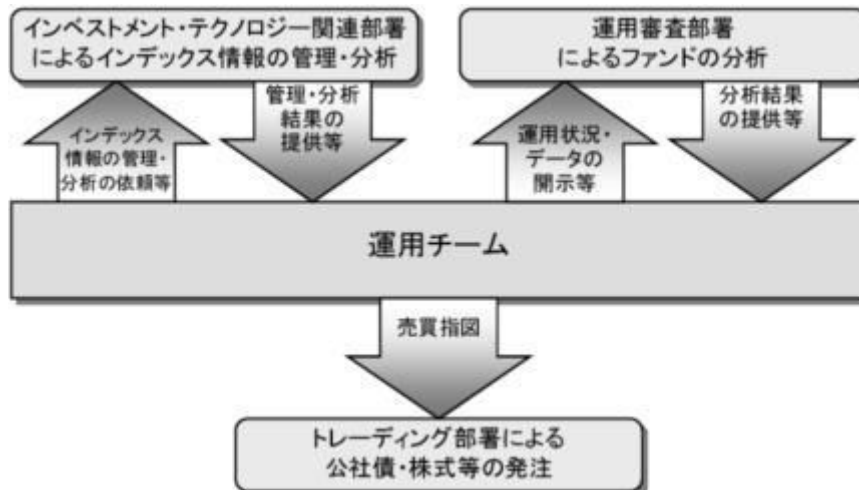 インベストメント・テクノロジー関連部署
によるインデックス情報の管理・分析
運用審査部署
によるファンドの分析
インデックス
情報の管理・
分析の依頼等
管理・分析
結果の
提供等
運用状況・
データの
開示等
分析結果
の提供等
運用チーム
売買指図
トレーディング部署による
公社債・株式等の発注